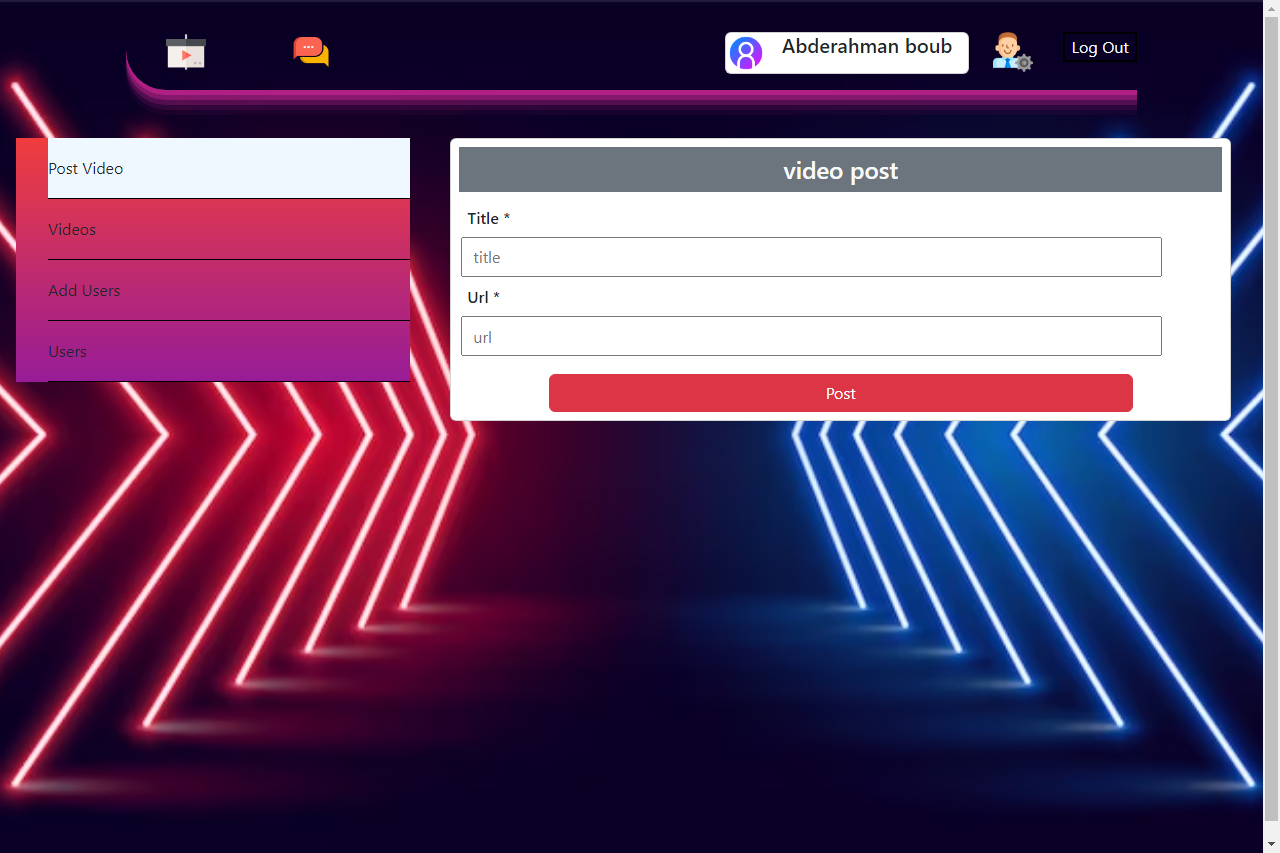 Abderahman boub
Log Out
Post Video
Videos
Add Users
Users
video post
Title *
title
Url *
url
Post